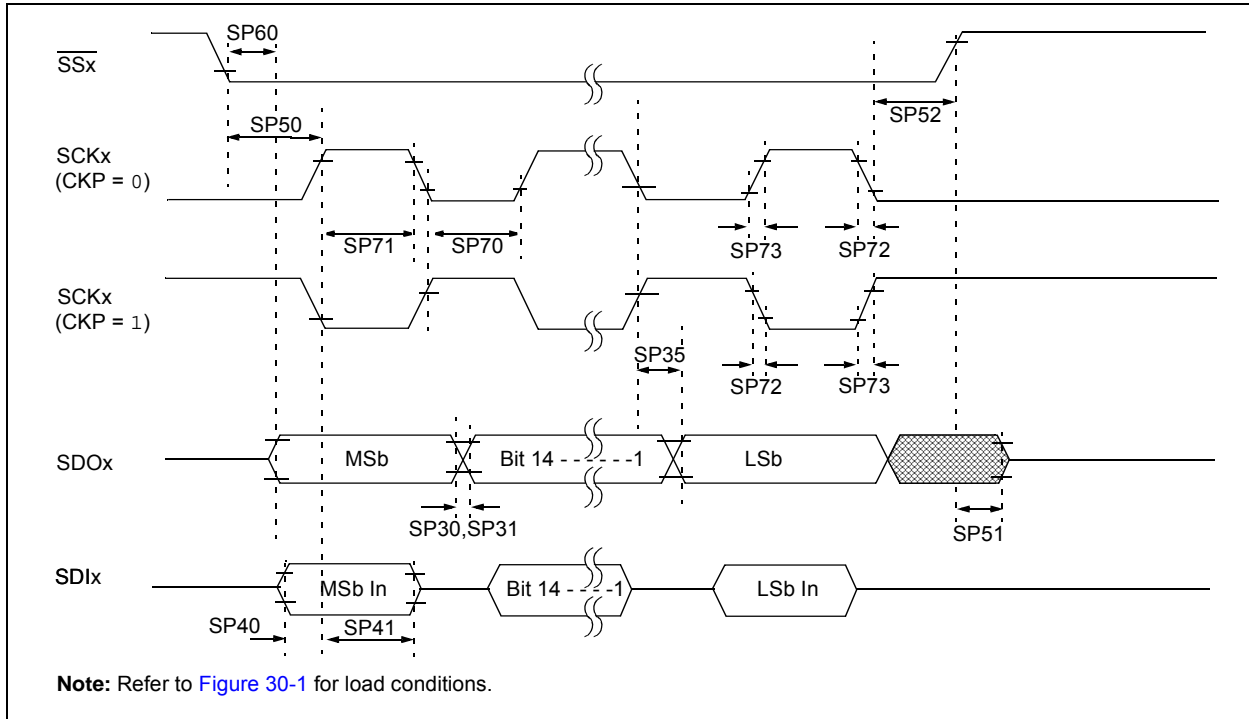 SP60
SSx
SP50
SP52
SCKx
(CKP = 0)
SP71
SP70
SP73
SP72
SCKx
(CKP = 1)
SP35
SP72
SP73
SDOx
MSb
Bit 14 - - - - - -1
LSb
SP30,SP31
SP51
SDIx
MSb In
Bit 14 - - - -1
LSb In
SP40
SP41
Note: Refer to Figure 30-1 for load conditions.